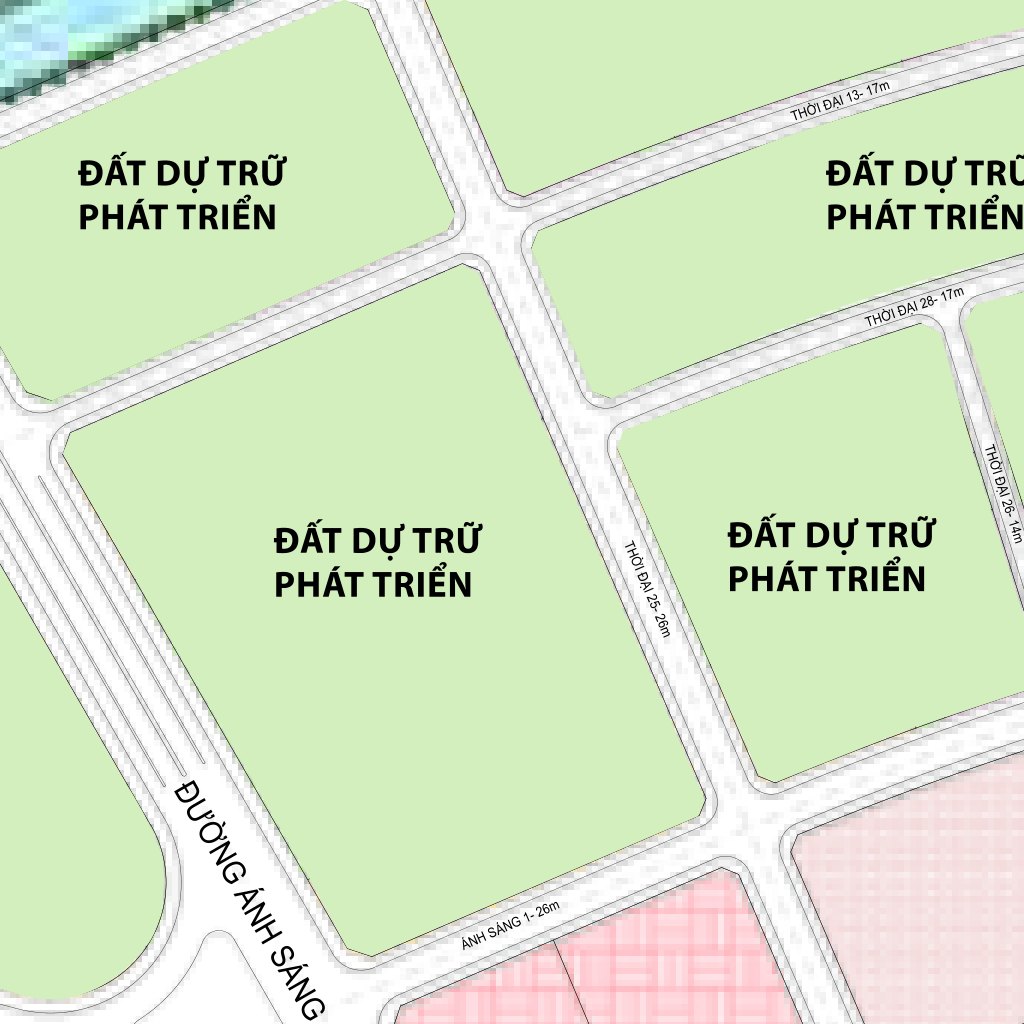 THỜI ĐẠI 13- 17m
ĐẤT DỰ TRỮ
PHÁT TRIỂN
ĐẤT DỰ TRỮ
PHÁT TRIỂN
THỜI ĐẠI 28- 17m
THỜI ĐẠI 26- 14m
ĐẤT DỰ TRỮ
PHÁT TRIỂN
ĐẤT DỰ TRỮ
PHÁT TRIỂN
THỜI ĐẠI 25- 26m
ĐƯỜNG ÁNH SÁNG
ÁNH SÁNG 1- 26m